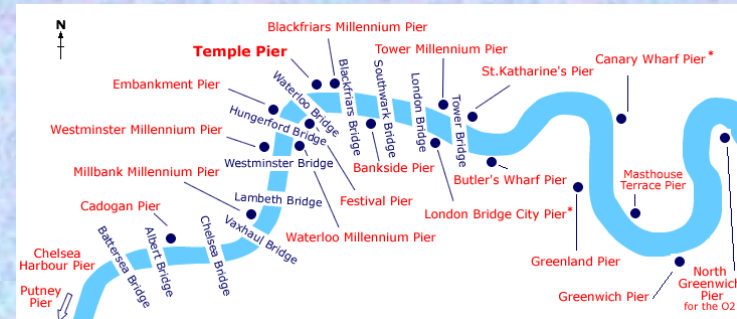 N
Blackfriars Millennium Pier
Temple Pier
Tower Millennium Pier
St.Katharine's Pier
Canary Wharf Pier*
Embankment Pier
Waterloo Bridge
Blackfriars Bridge
Southwark Bridge
London Bridge
Tower Bridge
Hungerford Bridge
Westminster Millennium Pier
Westminster Bridge
Bankside Pier
Millbank Millennium Pier
Butler's Wharf Pier
Masthouse
Terrace Pier
Lambeth Bridge
Festival Pier
London Bridge City Pier*
Cadogan Pier
Vaxhaul Bridge
Waterloo Millennium Pier
Chelsea Bridge
Albert Bridge
Battersea Bridge
Chelsea
Harbour Pier
Greenland Pier
Putney
Pier
Greenwich Pier
North
Greenwich
Pier
for the O2